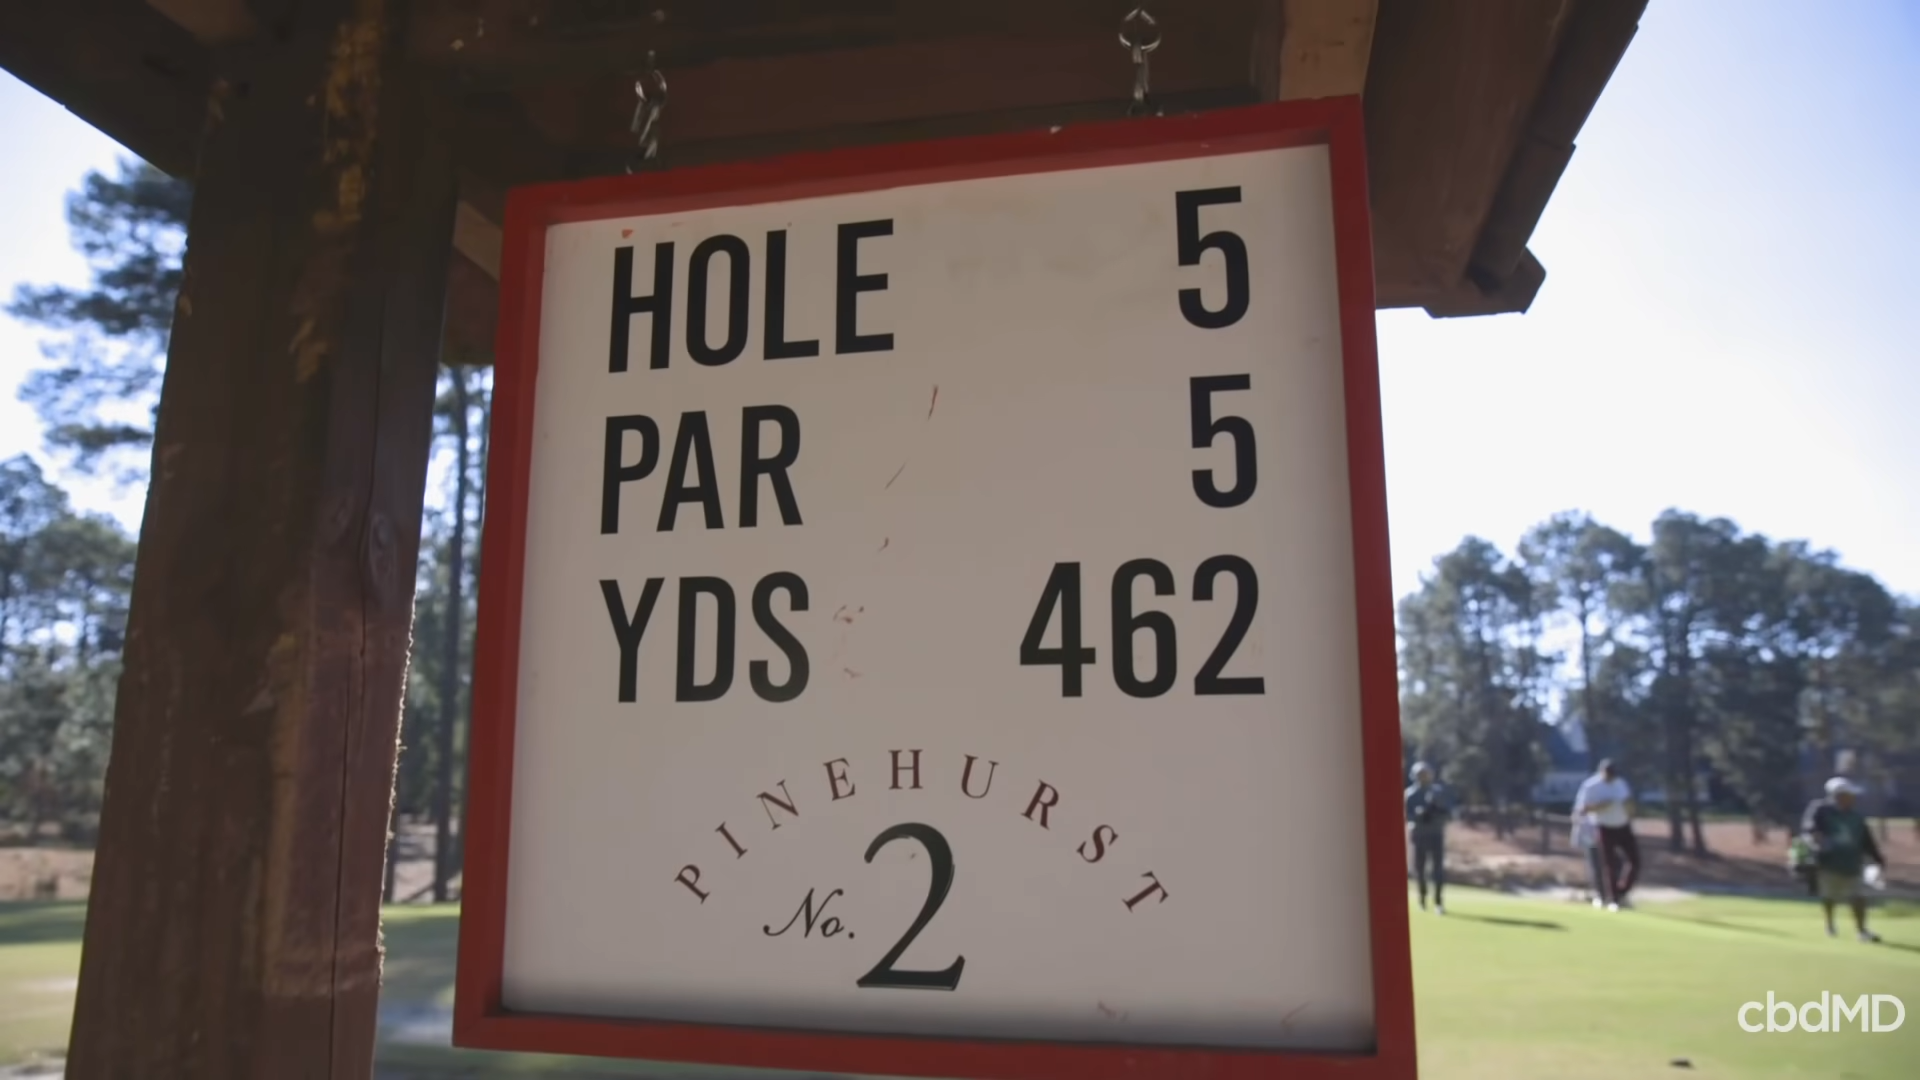 HOLE 5
PAR 5
YDS 462
PINEHURST
No. 2
cbdMD